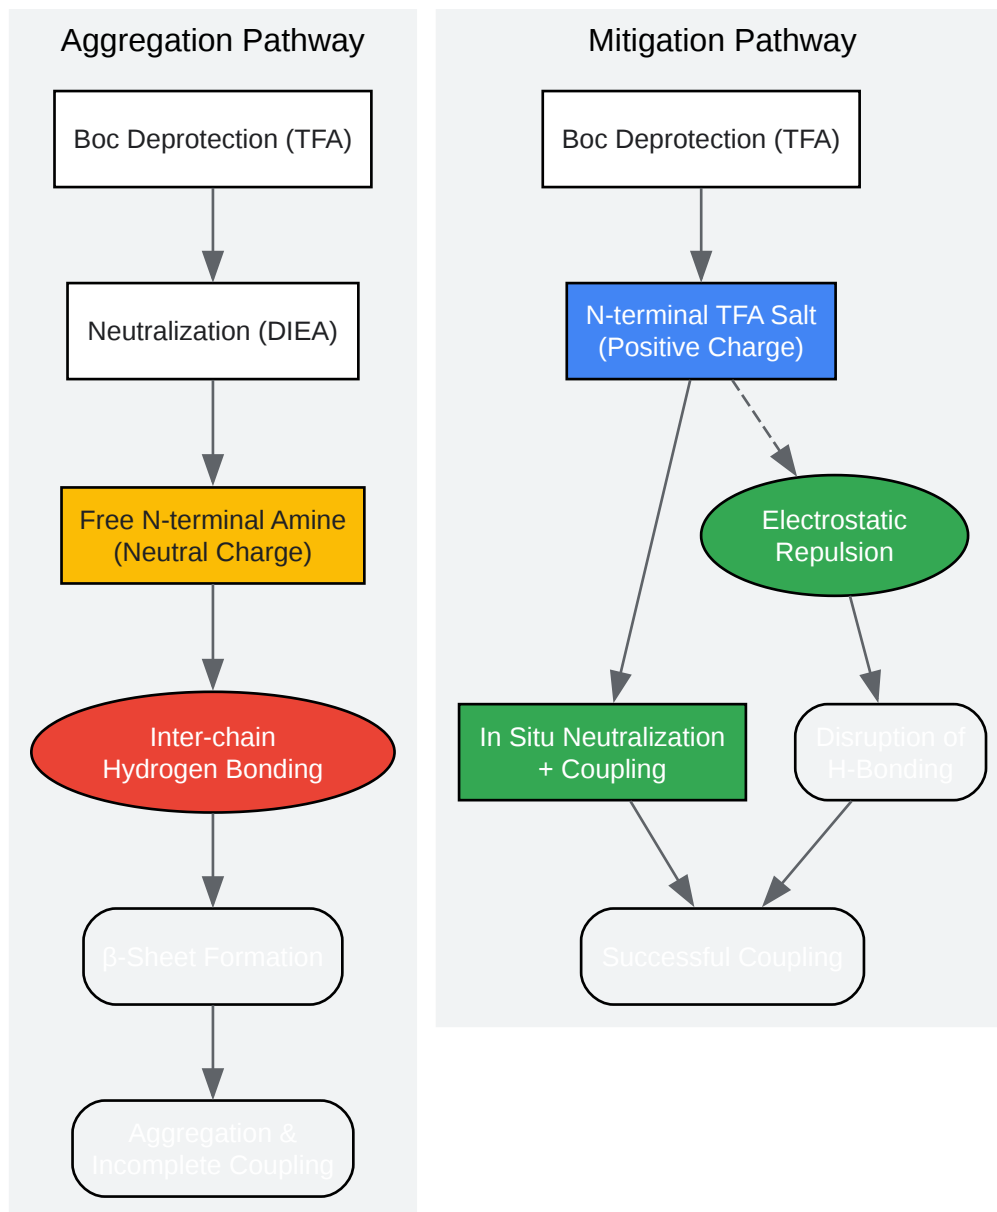 Aggregation Pathway
Boc Deprotection (TFA)
Neutralization (DIEA)
Free N-terminal Amine
(Neutral Charge)
Inter-chain
Hydrogen Bonding
β-Sheet Formation
Aggregation &
Incomplete Coupling
Mitigation Pathway
Boc Deprotection (TFA)
N-terminal TFA Salt
(Positive Charge)
Electrostatic
Repulsion
In Situ Neutralization
+ Coupling
Disruption of
H-Bonding
Successful Coupling